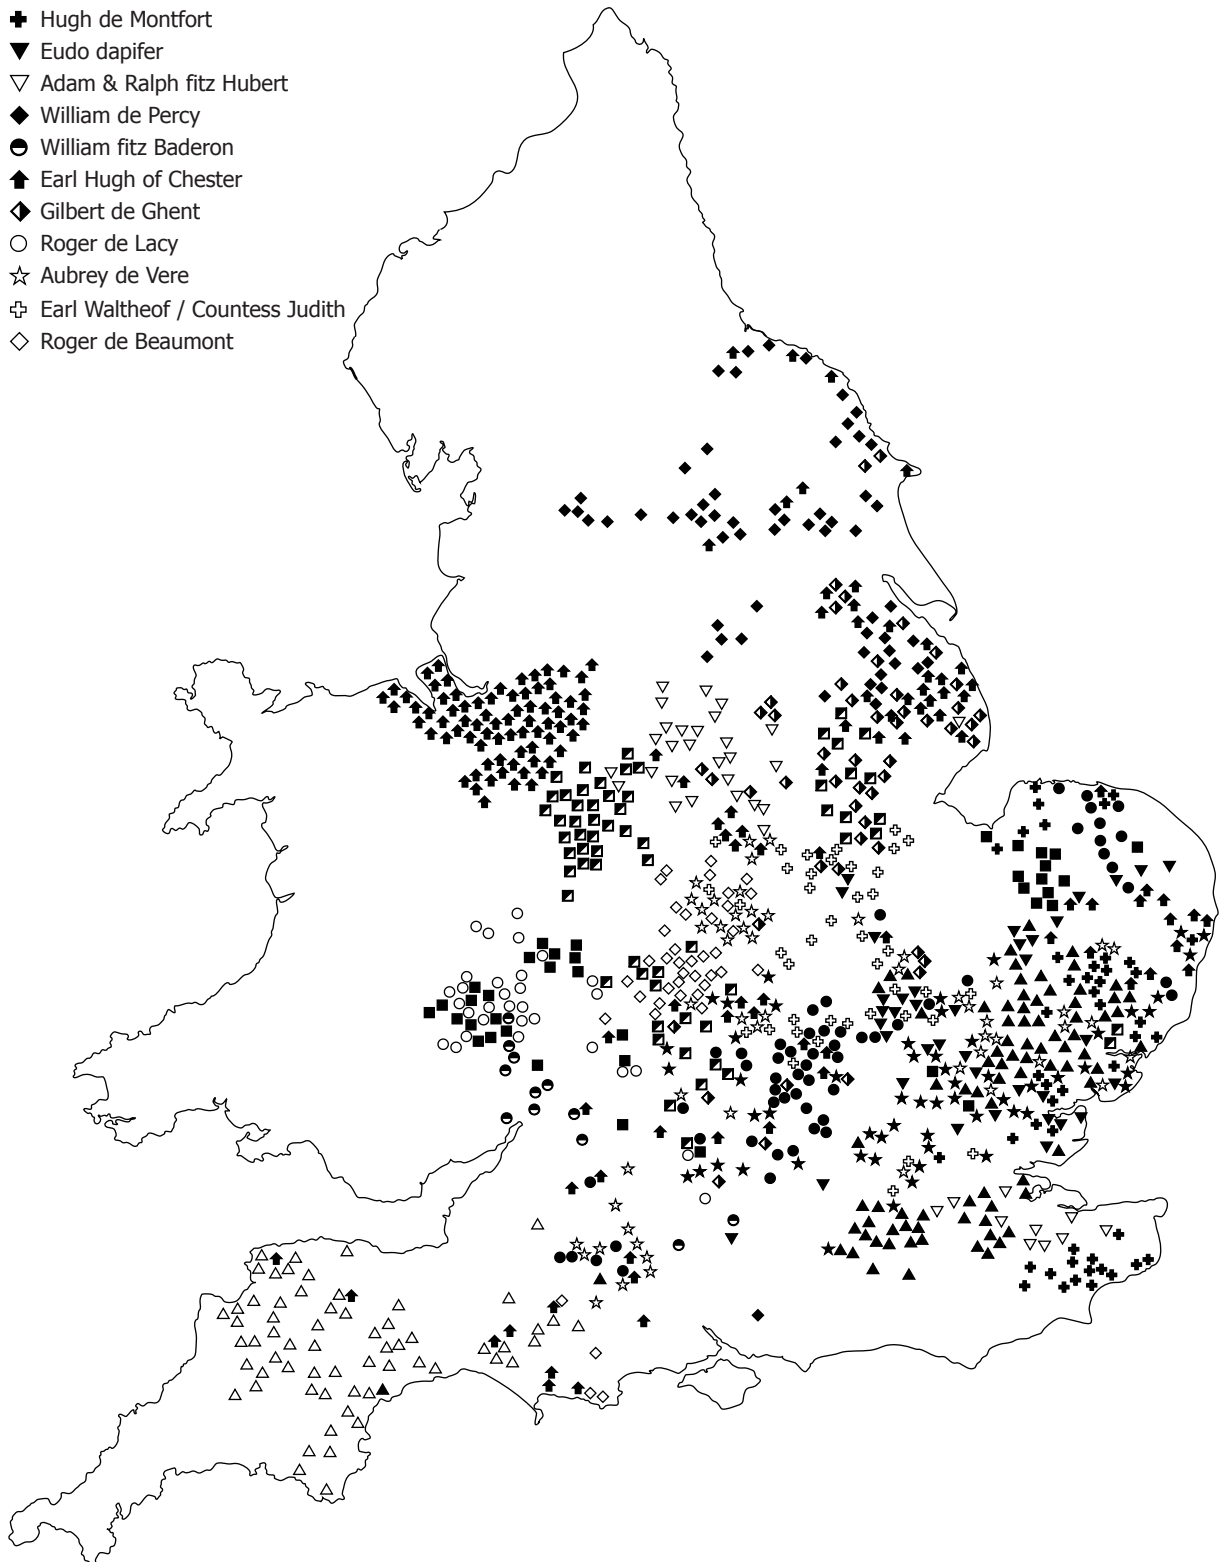 Hugh de Montfort
Eudo dapifer
Adam & Ralph fitz Hubert
William de Percy
William fitz Baderon
Earl Hugh of Chester
Gilbert de Ghent
Roger de Lacy
Aubrey de Vere
Earl Waltheof / Countess Judith
Roger de Beaumont